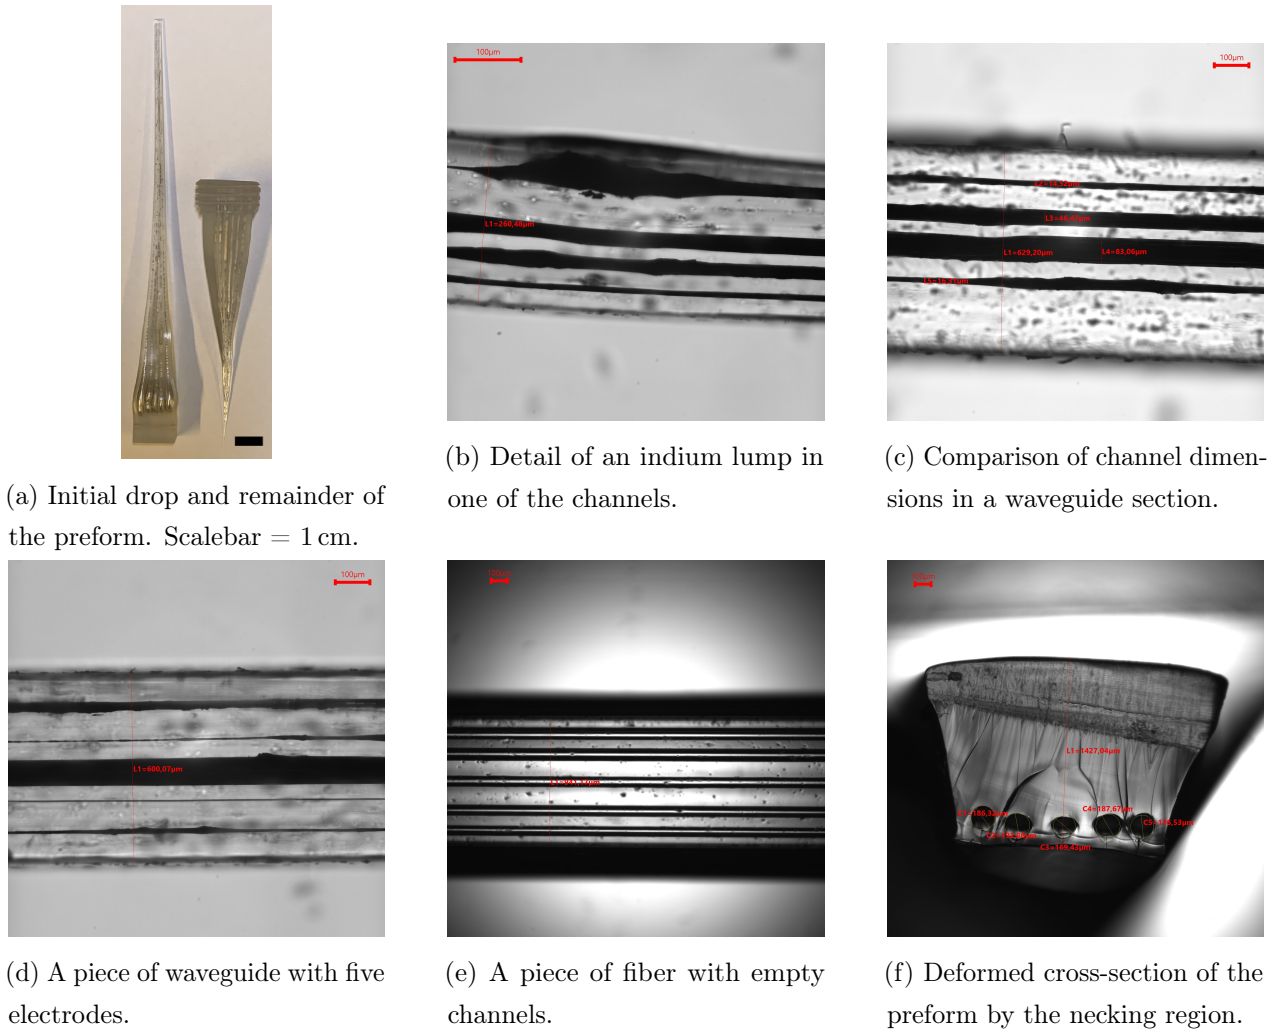 100μm
100μm
L1=260,40μm
L3=46,41μm
L1=629,20μm
L4=83,06μm
(a) Initial drop and remainder of
the preform. Scalebar = 1 cm.
(b) Detail of an indium lump in
one of the channels.
(c) Comparison of channel dimen-
sions in a waveguide section.
100μm
L1=600,07μm
L1=1427,04μm
C4=187,67μm
C3=169,47μm
(d) A piece of waveguide with five
electrodes.
(e) A piece of fiber with empty
channels.
(f) Deformed cross-section of the
preform by the necking region.